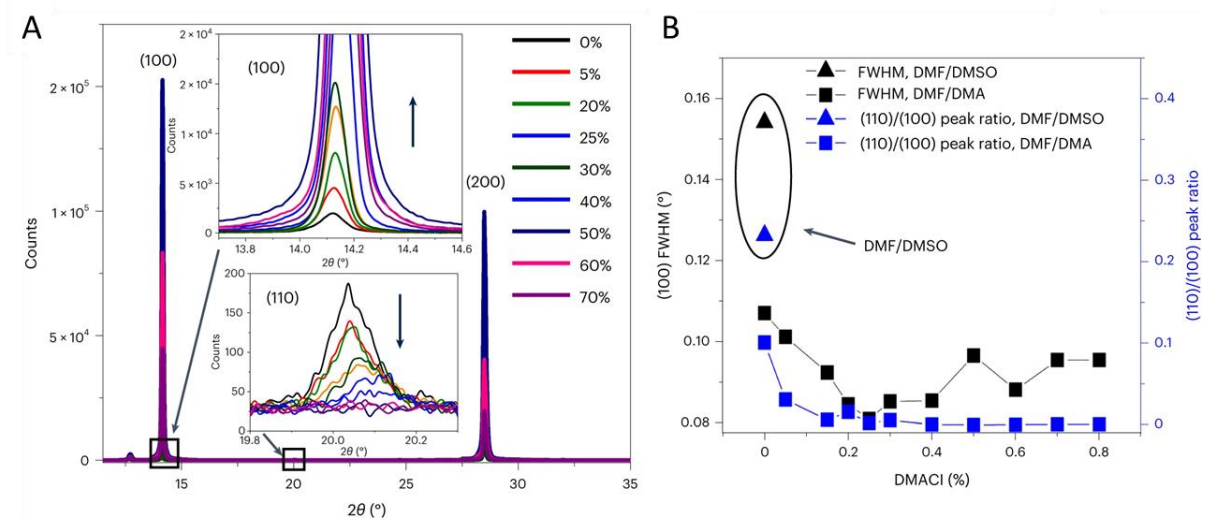 A
(100)
2 × 10⁵
1 × 10⁵
5 × 10⁴
0
Counts
15
20
25
30
35
2θ (°)
(200)
(100)
2 × 10⁴
2 × 10⁴
1 × 10⁴
5 × 10³
0
Counts
13.8
14.0
14.2
14.4
14.6
2θ (°)
(110)
200
150
100
50
0
Counts
19.8
20.0
20.2
2θ (°)
0%
5%
20%
25%
30%
40%
50%
60%
70%
B
FWHM, DMF/DMSO
FWHM, DMF/DMA
(110)/(100) peak ratio, DMF/DMSO
(110)/(100) peak ratio, DMF/DMA
DMF/DMSO
0.16
0.14
0.12
0.10
0.08
(100) FWHM (°)
0
0.2
0.4
0.6
0.8
DMACl (%)
0.4
0.3
0.2
0.1
0
(110)/(100) peak ratio